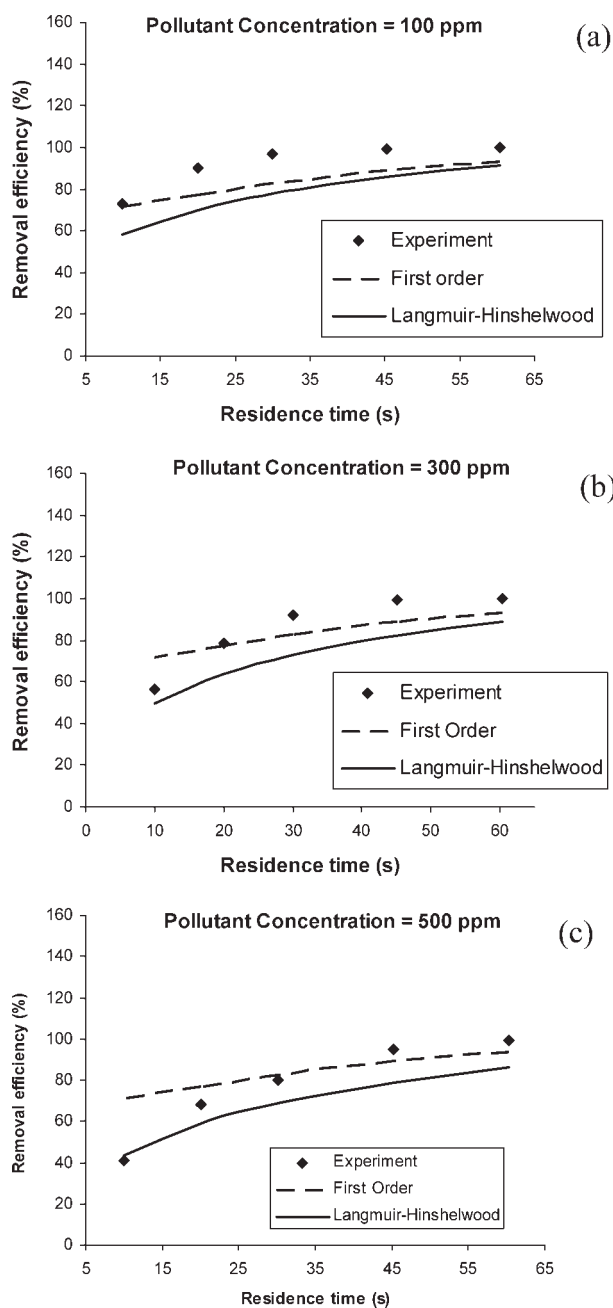 Pollutant Concentration = 100 ppm
(a)
Removal efficiency (%)
160
140
120
100
80
60
40
20
0
5
15
25
35
45
55
65
Residence time (s)
Experiment
First order
Langmuir-Hinshelwood
Pollutant Concentration = 300 ppm
(b)
Removal efficiency (%)
160
140
120
100
80
60
40
20
0
0
10
20
30
40
50
60
Residence time (s)
Experiment
First Order
Langmuir-Hinshelwood
Pollutant Concentration = 500 ppm
(c)
Removal efficiency (%)
160
140
120
100
80
60
40
20
0
5
15
25
35
45
55
65
Residence time (s)
Experiment
First Order
Langmuir-Hinshelwood